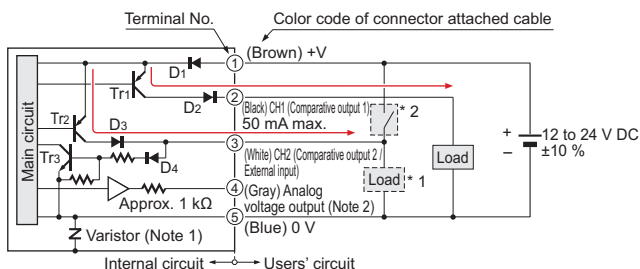 Terminal No.
Color code of connector attached cable
Main circuit
D1
1
(Brown) +V
Tr1
D2
2
(Black) CH1 (Comparative output 1)
50 mA max.
* 2
Tr2
D3
3
(White) CH2 (Comparative output 2 /
External input)
Tr3
D4
Load
* 1
Load
+
−
12 to 24 V DC
±10 %
4
(Gray) Analog
voltage output (Note 2)
Approx. 1 kΩ
5
(Blue) 0 V
Z
Varistor (Note 1)
Internal circuit
Users' circuit